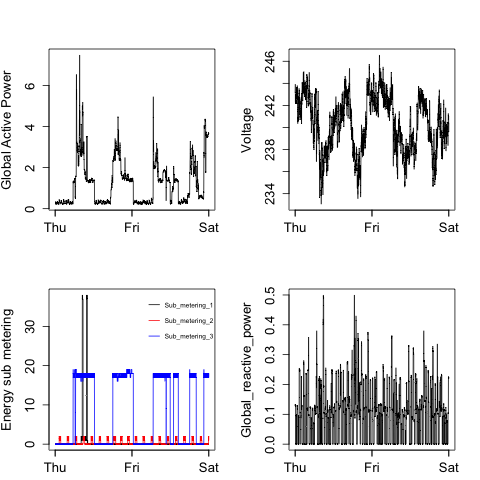 Global Active Power
6
4
2
0
Thu Fri Sat
Voltage
246
242
238
234
Thu Fri Sat
Energy sub metering
30
20
10
0
Sub_metering_1
Sub_metering_2
Sub_metering_3
Thu Fri Sat
Global_reactive_power
0.5
0.4
0.3
0.2
0.1
0.0
Thu Fri Sat